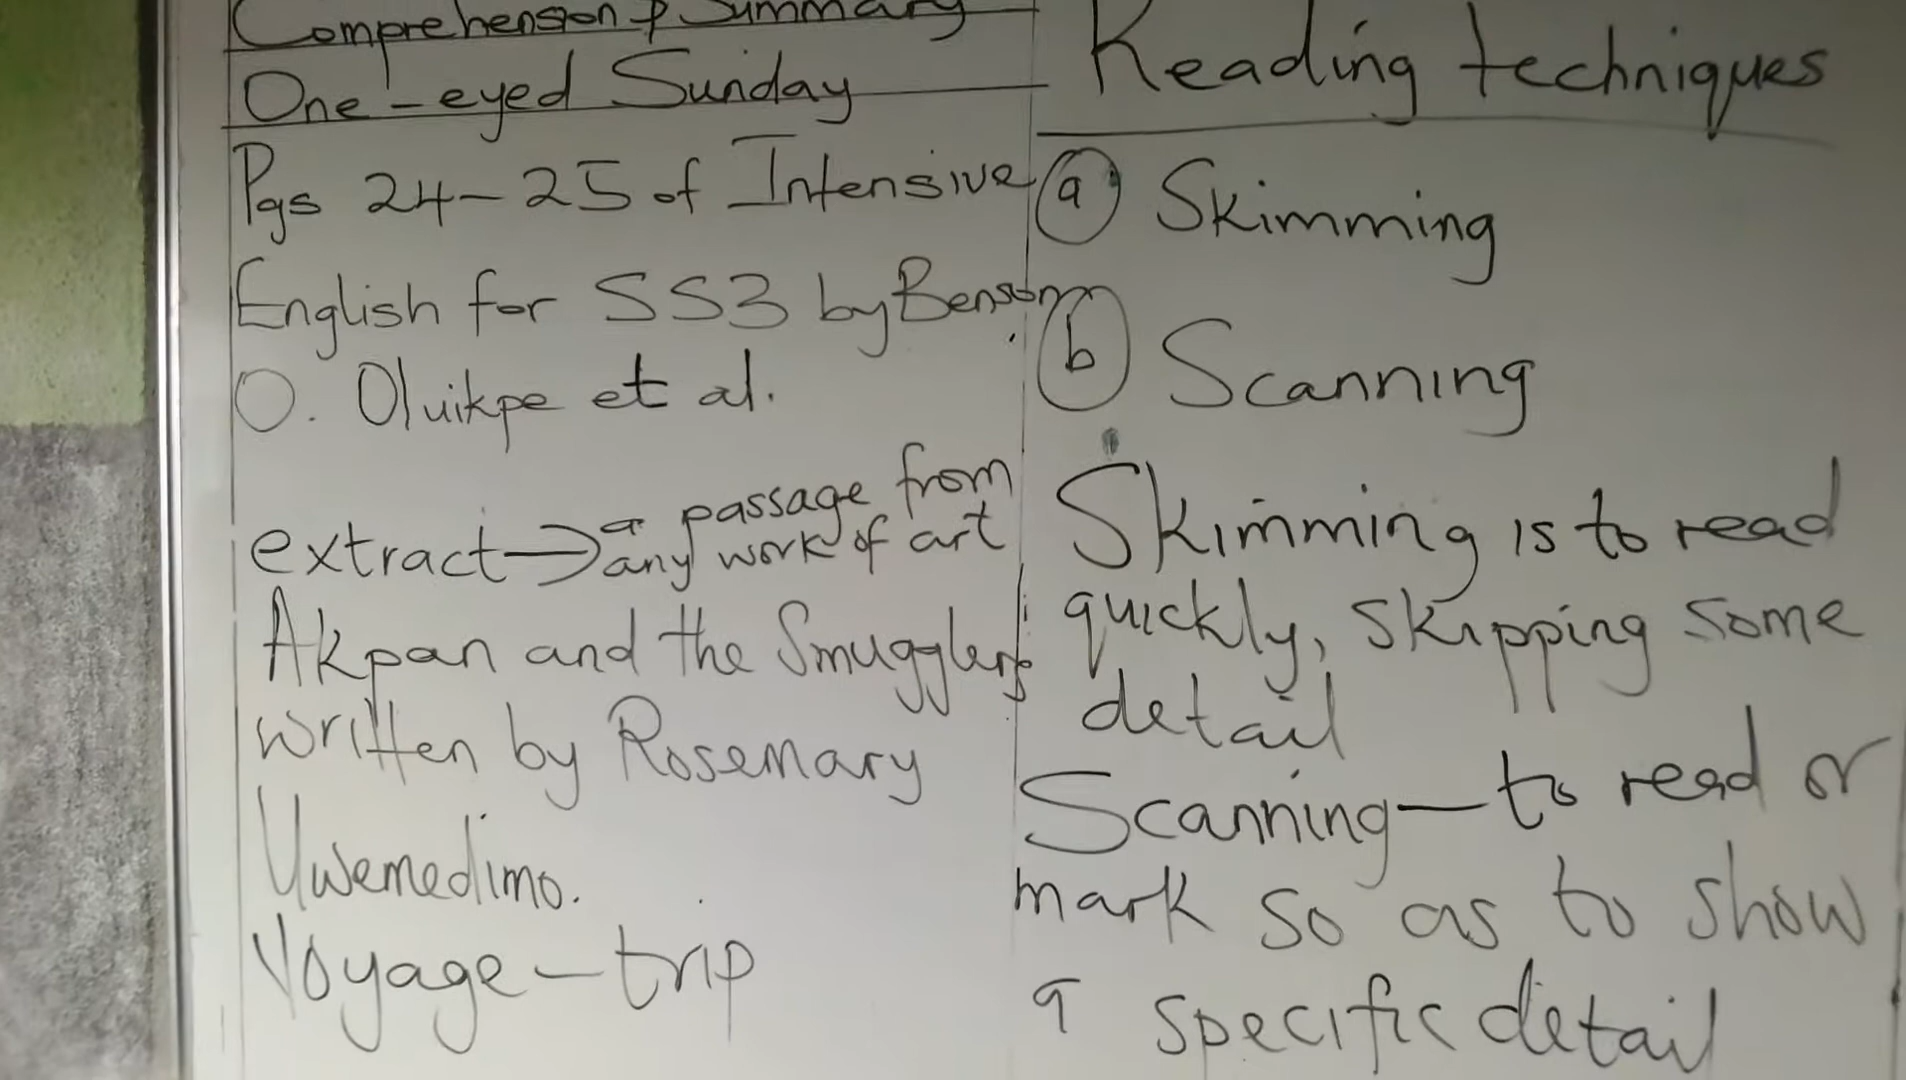 Comprehension & Summary
One-eyed Sunday
Pgs 24-25 of Intensive
English for SS3 by Benson
O. Oluikpe et al.
extract → a passage from
any work of art
Akpan and the Smugglers
written by Rosemary
Uwemedimo.
Voyage - trip
Reading techniques
(a) Skimming
(b) Scanning
Skimming is to read
quickly, skipping some
detail
Scanning - to read or
mark so as to show
a specific detail